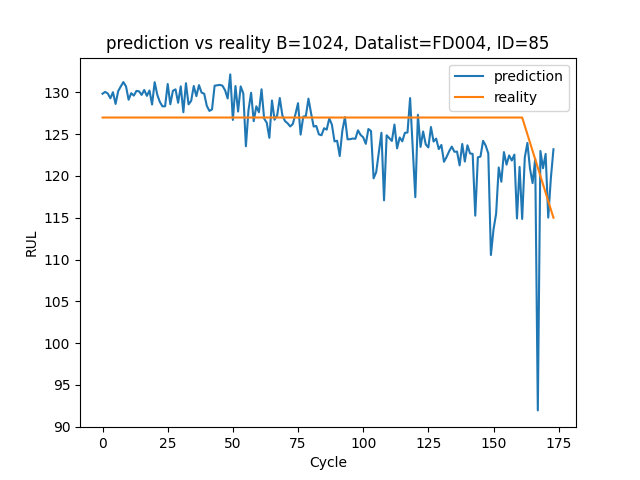 prediction vs reality B=1024, Datalist=FD004, ID=85
prediction
reality
RUL
130
125
120
115
110
105
100
95
90
0 25 50 75 100 125 150 175
Cycle